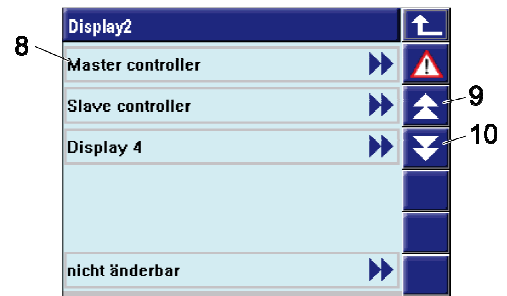 Display2
8
Master controller
Slave controller
9
Display 4
10
nicht änderbar